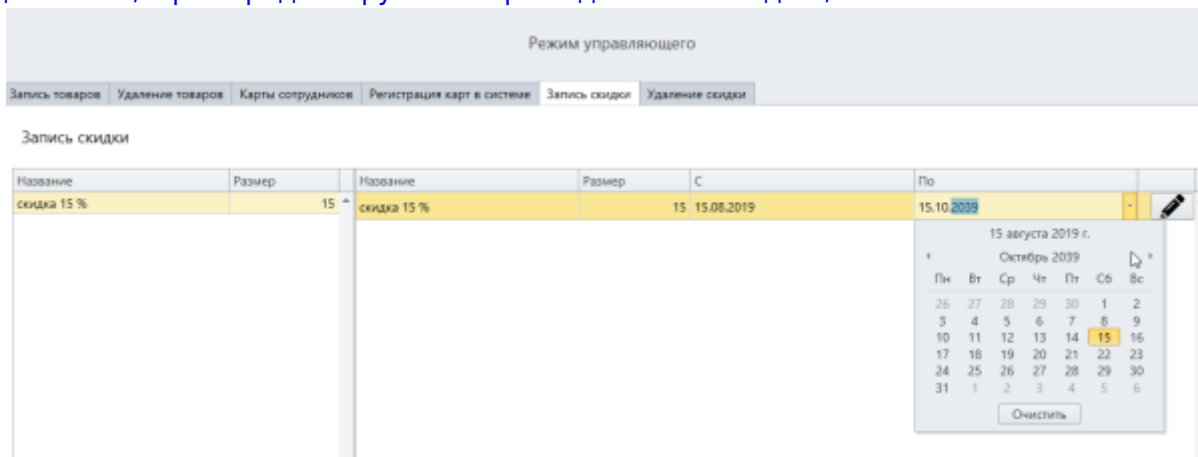 Режим управляющего
Запись товаров Удаление товаров Карты сотрудников Регистрация карт в системе Запись скидки Удаление скидки
Запись скидки
Название Размер Название Размер С По
скидка 15 % 15 скидка 15 % 15 15.08.2019 15.10.2039
15 августа 2019 г.
Октябрь 2039
Пн Вт Ср Чт Пт Сб Вс
26 27 28 29 30 1 2
3 4 5 6 7 8 9
10 11 12 13 14 15 16
17 18 19 20 21 22 23
24 25 26 27 28 29 30
31 1 2 3 4 5 6
Очистить